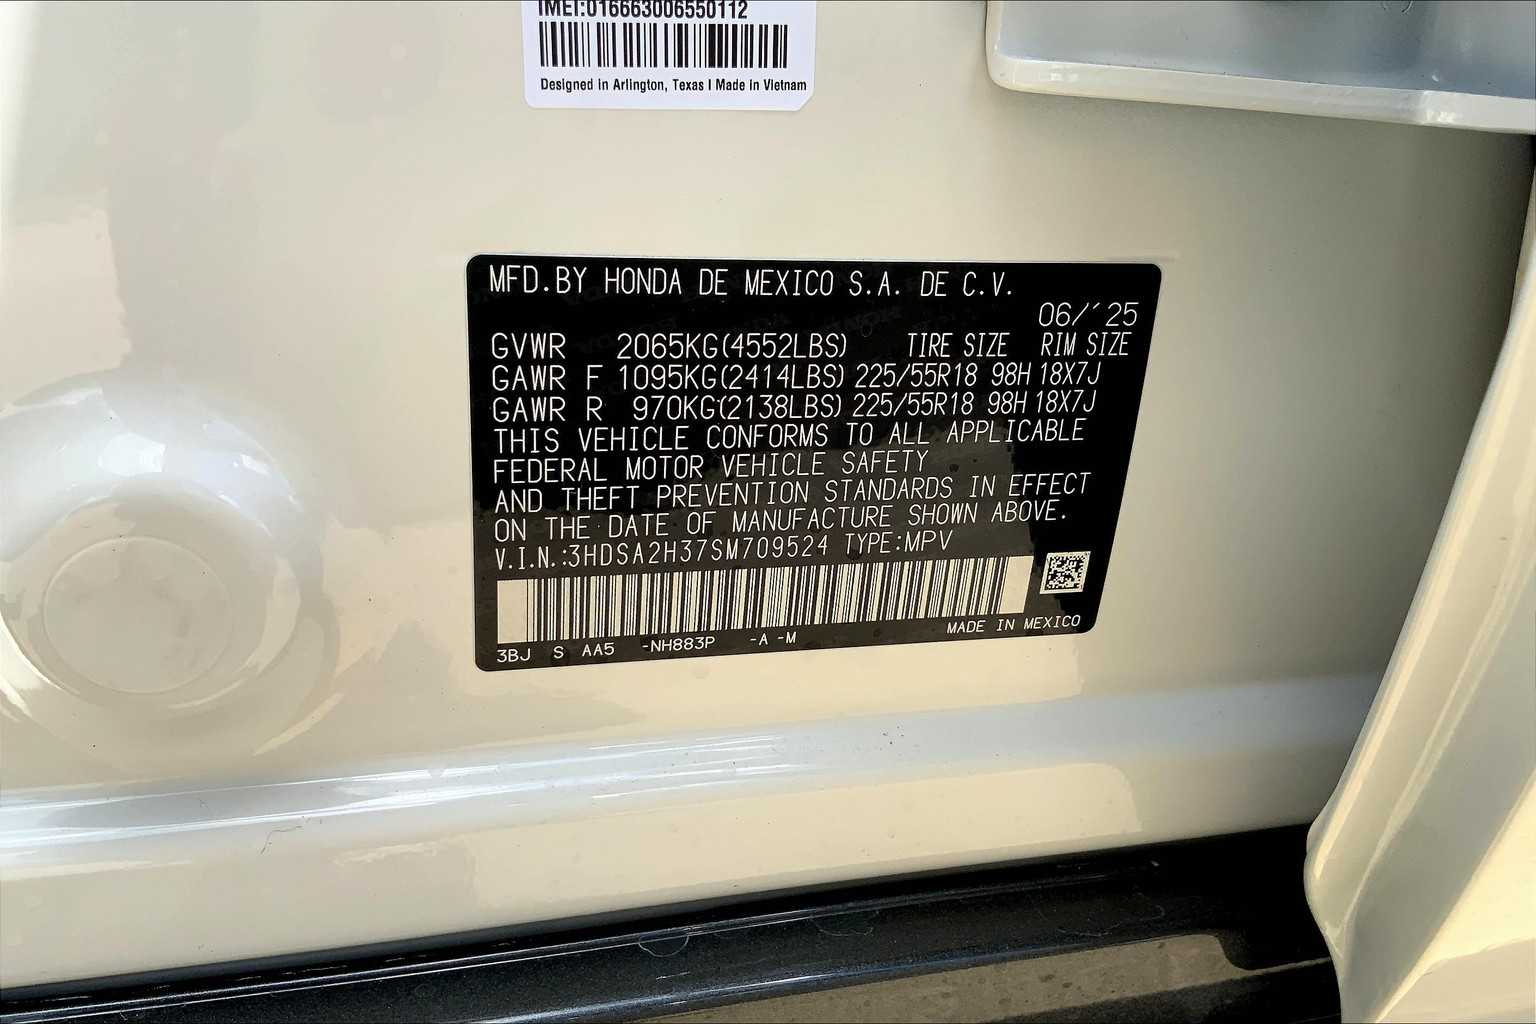 IMEI:016663006550112
Designed in Arlington, Texas | Made in Vietnam
MFD.BY HONDA DE MEXICO S.A. DE C.V.
06/´25
GVWR 2065KG(4552LBS) TIRE SIZE RIM SIZE
GAWR F 1095KG(2414LBS) 225/55R18 98H 18X7J
GAWR R 970KG(2138LBS) 225/55R18 98H 18X7J
THIS VEHICLE CONFORMS TO ALL APPLICABLE
FEDERAL MOTOR VEHICLE SAFETY
AND THEFT PREVENTION STANDARDS IN EFFECT
ON THE DATE OF MANUFACTURE SHOWN ABOVE.
V.I.N.:3HDSA2H37SM709524 TYPE:MPV
3BJ S AA5 -NH883P -A -M MADE IN MEXICO